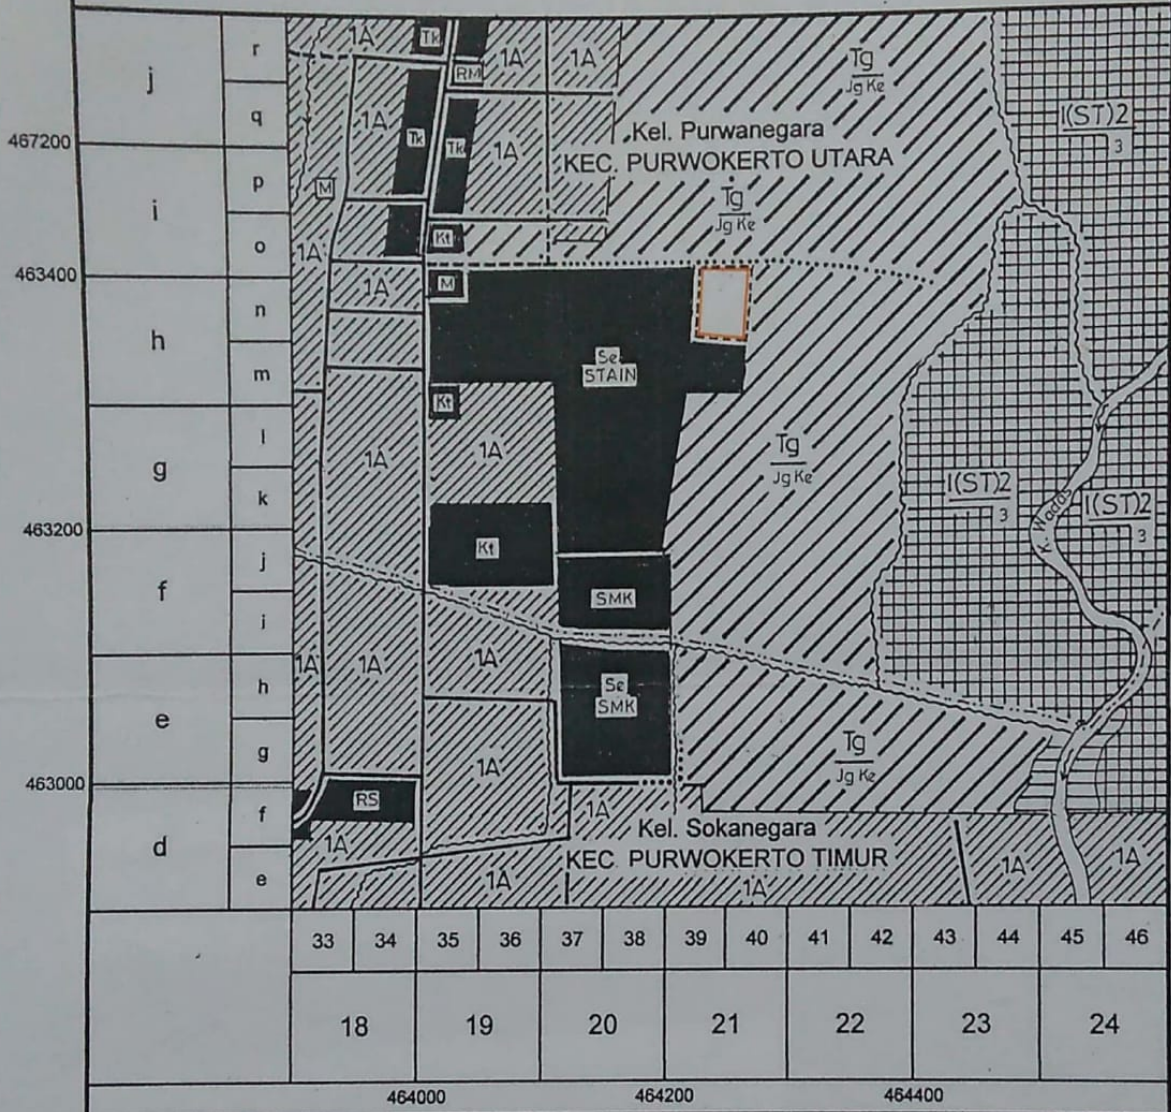 j
r
1A
Tk
1A
1A
Tg
Jg Ke
RM
q
1A
Tk
Tk
1A
I(ST)2
3
467200
Kel. Purwanegara
KEC. PURWOKERTO UTARA
i
p
M
Tg
Jg Ke
o
1A
Kt
463400
h
n
1A
M
m
Se
STAIN
Kt
g
l
1A
1A
Tg
Jg Ke
k
I(ST)2
3
I(ST)2
3
K. Wadas
463200
f
j
Kt
i
SMK
e
h
1A
1A
1A
Se
SMK
g
1A
Tg
Jg Ke
463000
d
f
RS
1A
Kel. Sokanegara
1A
KEC. PURWOKERTO TIMUR
1A
1A
e
1A
1A
33 34 35 36 37 38 39 40 41 42 43 44 45 46
18 19 20 21 22 23 24
464000 464200 464400